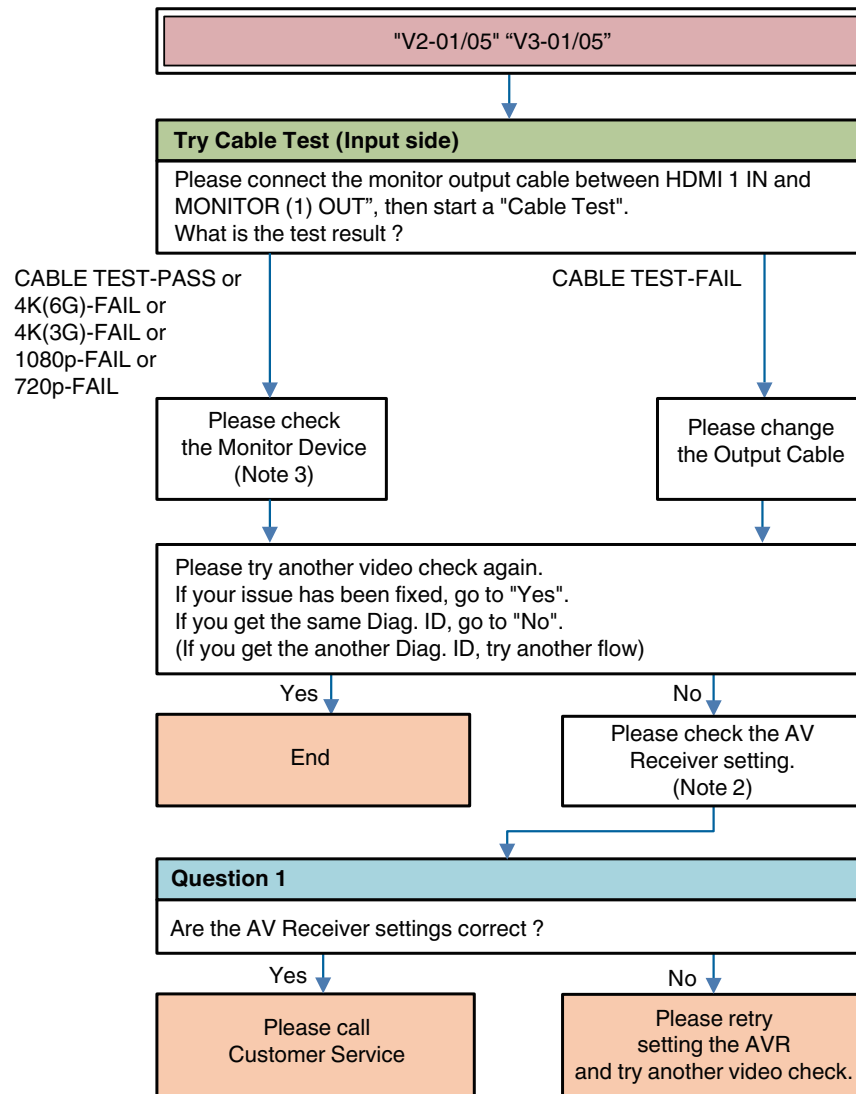 "V2-01/05" “V3-01/05”
Try Cable Test (Input side)
Please connect the monitor output cable between HDMI 1 IN and
MONITOR (1) OUT”, then start a "Cable Test".
What is the test result ?
CABLE TEST-PASS or
4K(6G)-FAIL or
4K(3G)-FAIL or
1080p-FAIL or
720p-FAIL
CABLE TEST-FAIL
Please check
the Monitor Device
(Note 3)
Please change
the Output Cable
Please try another video check again.
If your issue has been fixed, go to "Yes".
If you get the same Diag. ID, go to "No".
(If you get the another Diag. ID, try another flow)
Yes
No
End
Please check the AV
Receiver setting.
(Note 2)
Question 1
Are the AV Receiver settings correct ?
Yes
No
Please call
Customer Service
Please retry
setting the AVR
and try another video check.